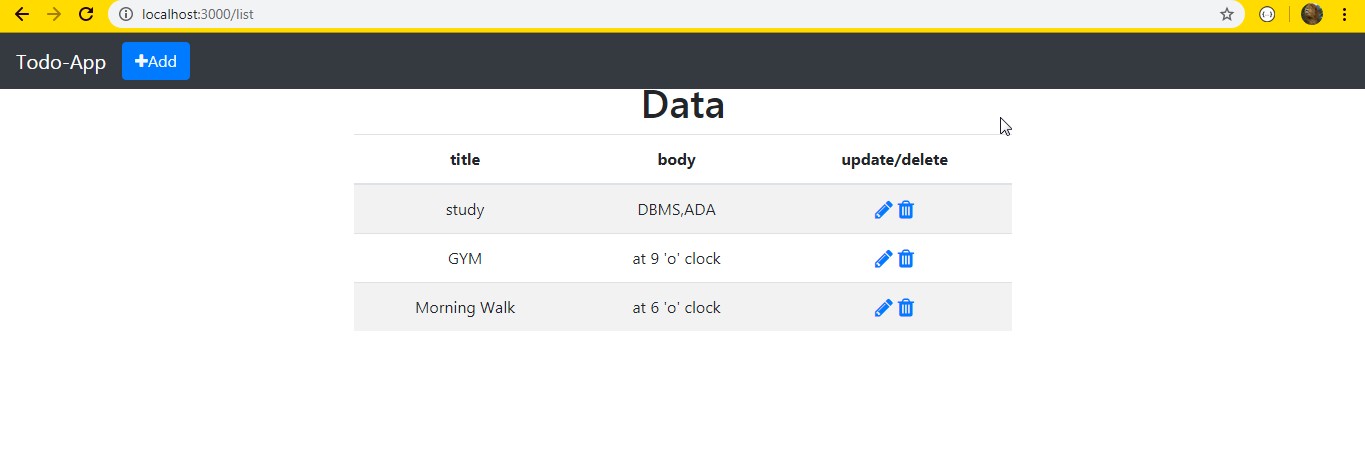 localhost:3000/list
Todo-App +Add
Data
title body update/delete
study DBMS,ADA
GYM at 9 'o' clock
Morning Walk at 6 'o' clock